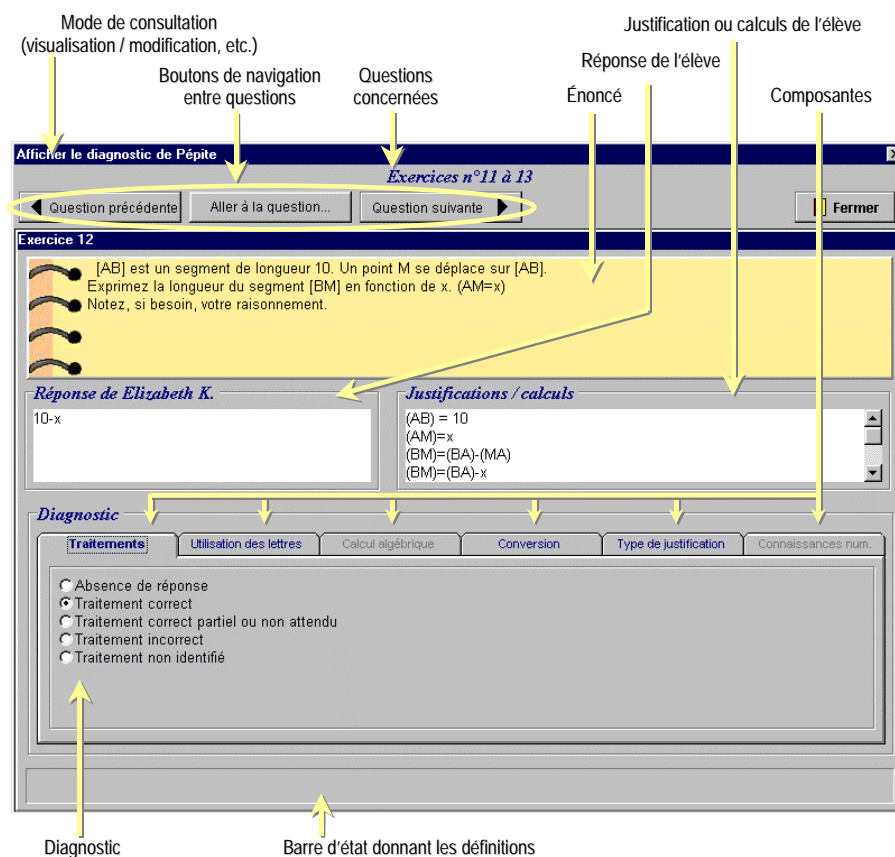 Mode de consultation
(visualisation / modification, etc.)
Justification ou calculs de l'élève
Boutons de navigation
entre questions
Questions
concernées
Réponse de l'élève
Énoncé
Composantes
Afficher le diagnostic de Pépite
Exercices n°11 à 13
Question précédente
Aller à la question...
Question suivante
Fermer
Exercice 12
[AB] est un segment de longueur 10. Un point M se déplace sur [AB].
Exprimez la longueur du segment [BM] en fonction de x. (AM=x)
Notez, si besoin, votre raisonnement.
Réponse de Elizabeth K.
10-x
Justifications / calculs
(AB) = 10
(AM)=x
(BM)=(BA)-(MA)
(BM)=(BA)-x
Diagnostic
Traitements
Utilisation des lettres
Calcul algébrique
Conversion
Type de justification
Connaissances num.
Absence de réponse
Traitement correct
Traitement correct partiel ou non attendu
Traitement incorrect
Traitement non identifié
Diagnostic
Barre d'état donnant les définitions